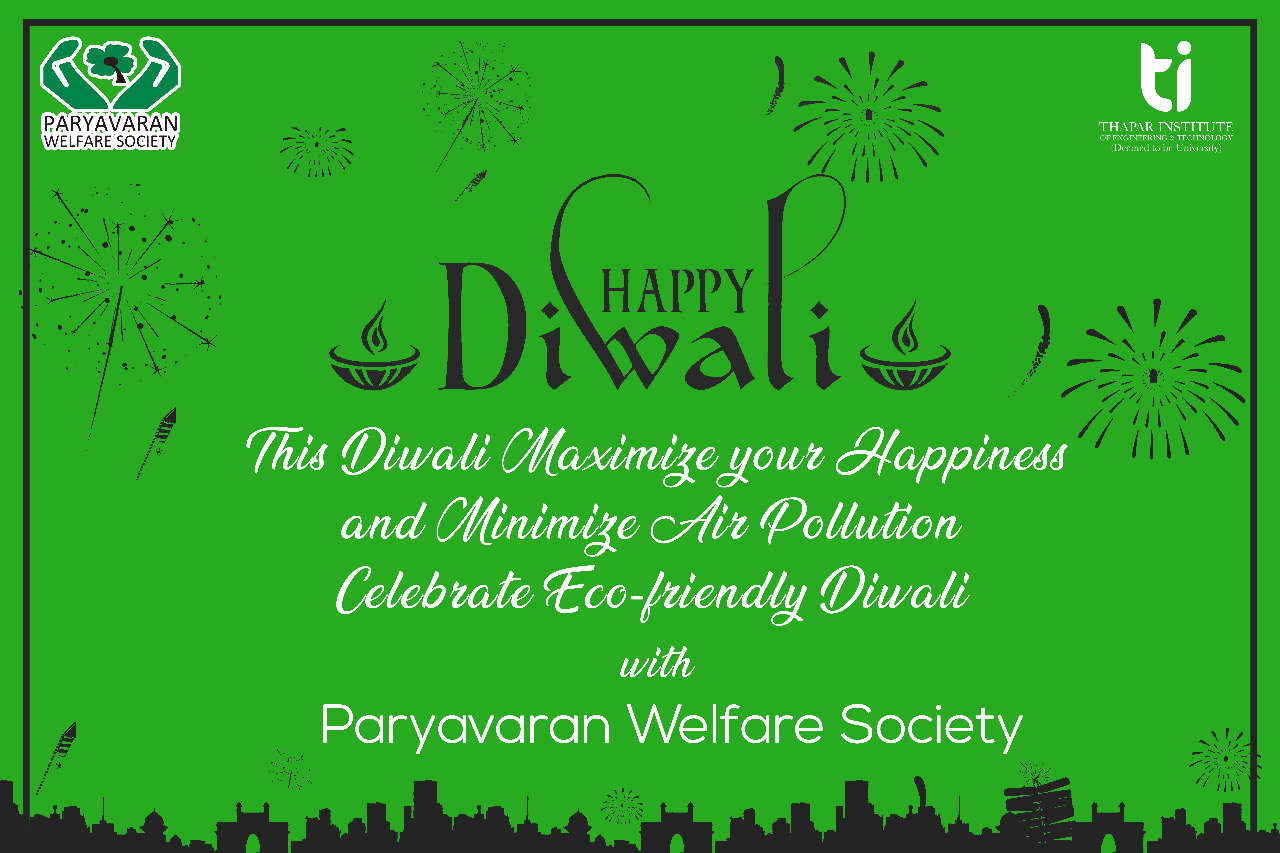 PARYAVARAN
WELFARE SOCIETY
ti
THAPAR INSTITUTE
OF ENGINEERING & TECHNOLOGY
(Deemed to be University)
HAPPY
Diwali
This Diwali Maximize your Happiness
and Minimize Air Pollution
Celebrate Eco-friendly Diwali
with
Paryavaran Welfare Society